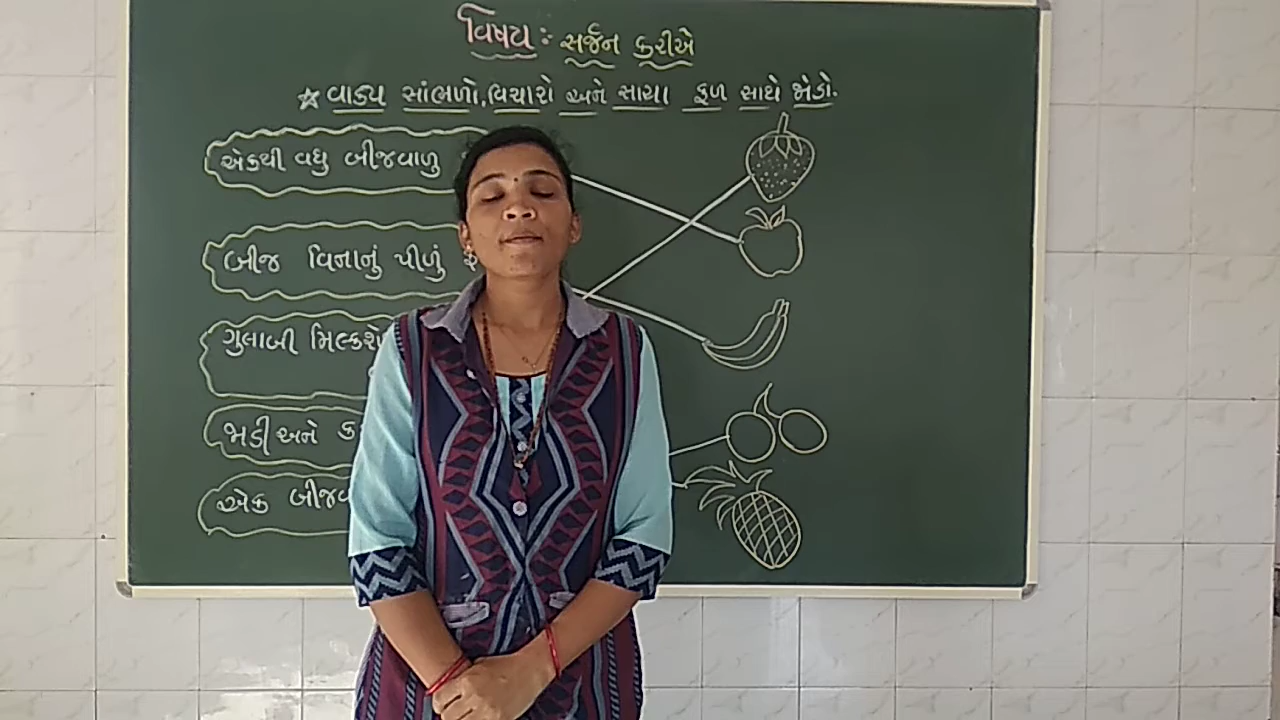 વિષય :- સર્જન કરીએ
☆ વાક્ય સાંભળો, વિચારો અને સાચા ફળ સાથે જોડો.
એકથી વધુ બીજવાળુ
બીજ વિનાનું પીળું
ગુલાબી મિલ્કશે
જાડી અને
એક